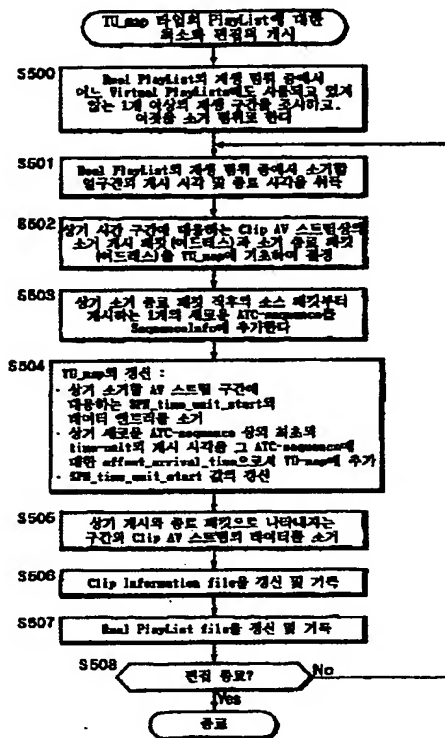 TU_map 타입의 PlayList에 대한
최소화 편집의 개시
S500
Real PlayList의 재생 범위 중에서
어느 Virtual PlayList에도 사용되고 있지
않는 1개 이상의 재생 구간을 조사하고,
이것을 소거 범위로 한다
S501
Real PlayList의 재생 범위 중에서 소거할
일구간의 개시 시각 및 종료 시각을 취득
S502
상기 시간 구간에 대응하는 Clip AV 스트림상의
소거 개시 패킷(어드레스)과 소거 종료 패킷
(어드레스)을 TU_map에 기초하여 결정
S503
상기 소거 종료 패킷 직후의 소스 패킷부터
개시하는 1개의 새로운 ATC-sequence를
SequenceInfo에 추가한다
S504
TU_map의 갱신 :
· 상기 소거할 AV 스트림 구간에
대응하는 SPN_time_unit_start의
데이터 엔트리를 소거
· 상기 새로운 ATC-sequence 상의 최초의
time-unit의 개시 시각을 그 ATC-sequence에
대한 offset_arrival_time으로서 TU-map에 추가
· SPN_time_unit_start 값의 갱신
S505
상기 개시와 종료 패킷으로 나타내지는
구간의 Clip AV 스트림의 데이터를 소거
S506
Clip Information file을 갱신 및 기록
S507
Real PlayList file을 갱신 및 기록
S508
편집 종료?
No
Yes
종료